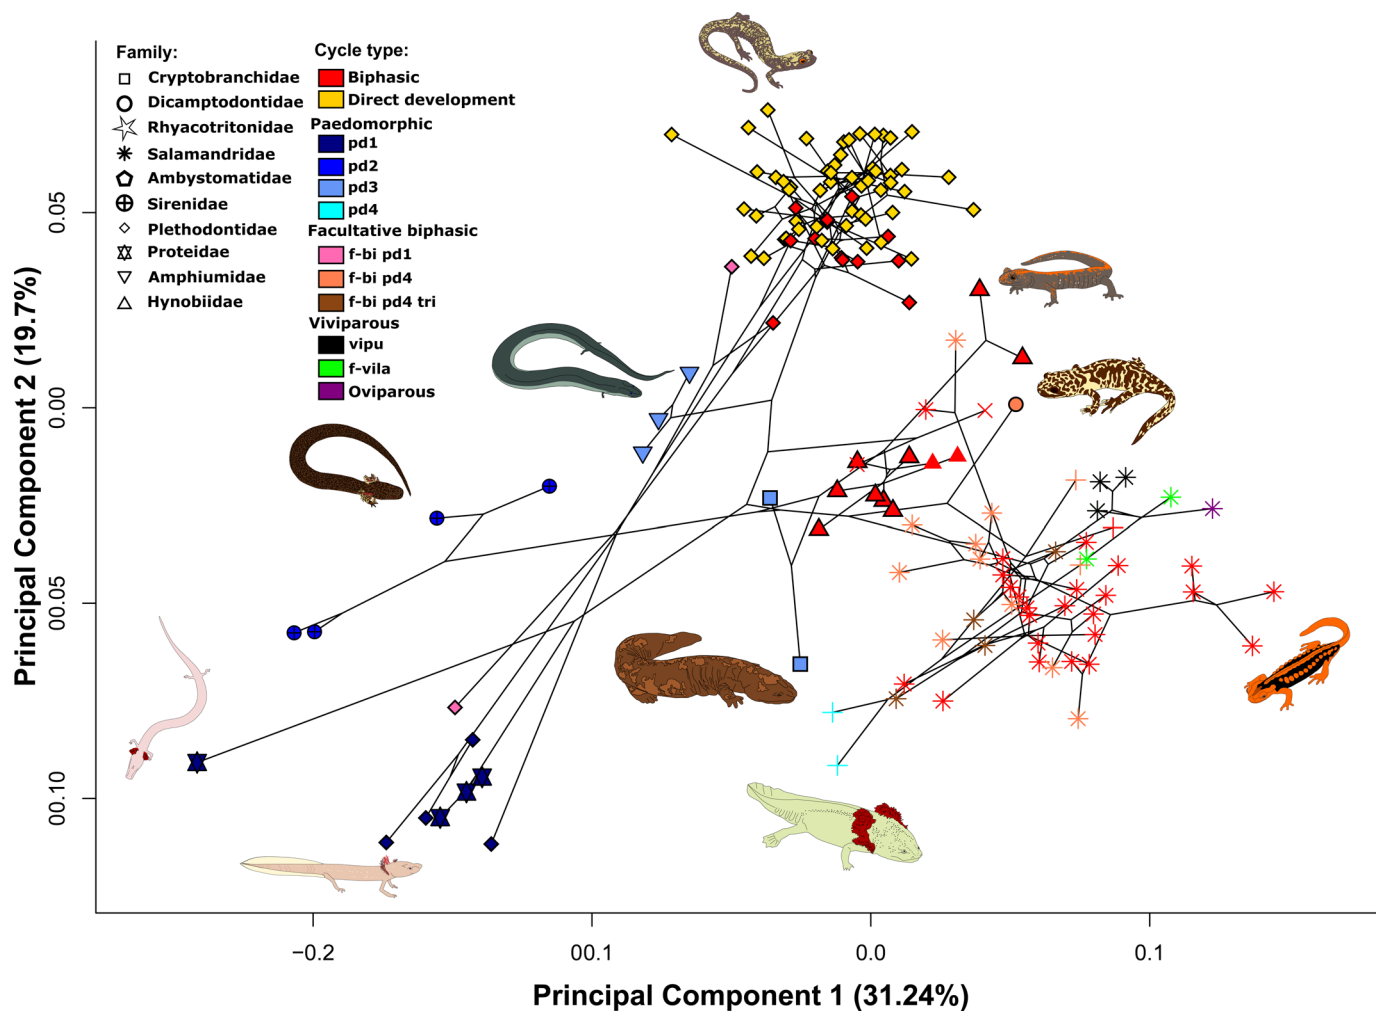 Family:
Cryptobranchidae
Dicamptodontidae
Rhyacotritonidae
Salamandridae
Ambystomatidae
Sirenidae
Plethodontidae
Proteidae
Amphiumidae
Hynobiidae
Cycle type:
Biphasic
Direct development
Paedomorphic
pd1
pd2
pd3
pd4
Facultative biphasic
f-bi pd1
f-bi pd4
f-bi pd4 tri
Viviparous
vipu
f-vila
Oviparous
Principal Component 2 (19.7%)
0.05
0.00
00.05
00.10
−0.2
00.1
0.0
0.1
Principal Component 1 (31.24%)